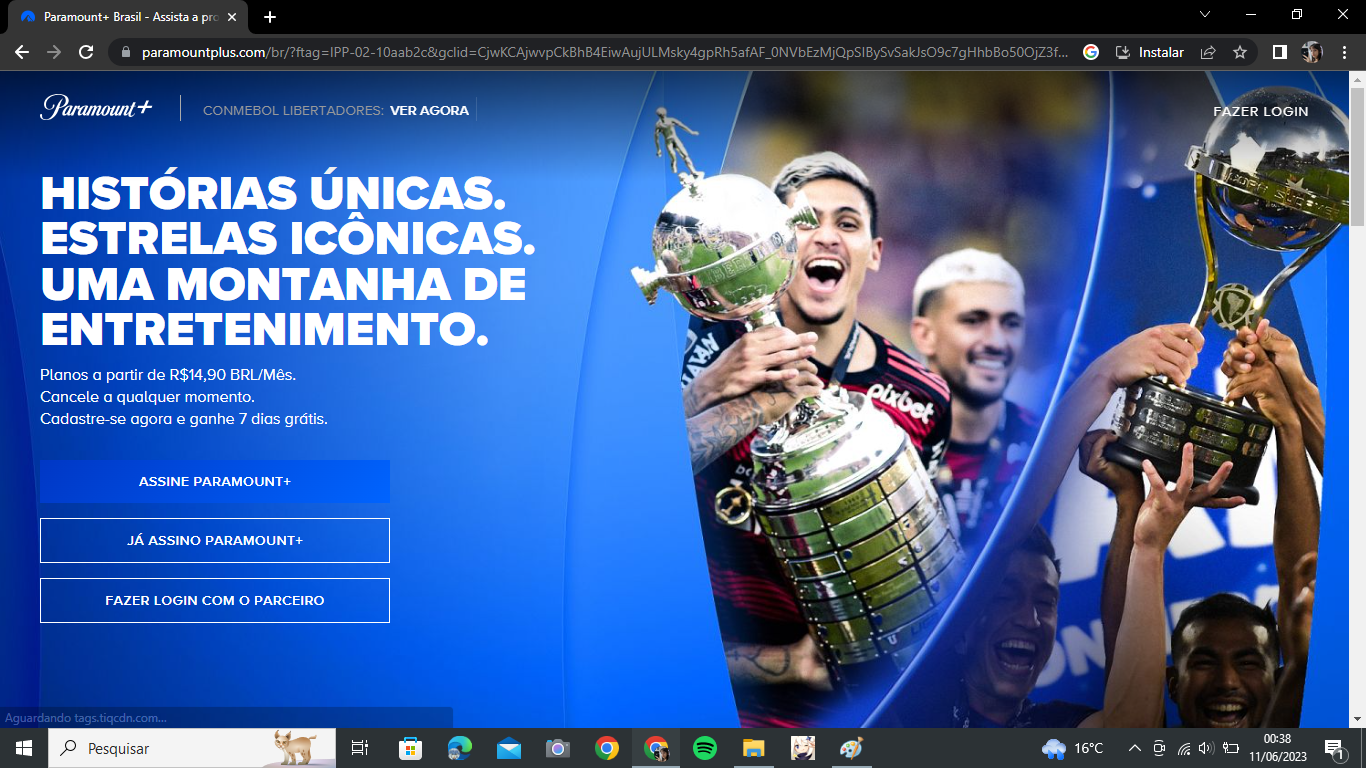 Paramount+ Brasil - Assista a pro
paramountplus.com/br/?ftag=IPP-02-10aab2c&gclid=CjwKCAjwvpCkBhB4EiwAujULMsky4gpRh5afAF_0NVbEzMjQpSIBySvSakJsO9c7gHhbBo50OjZ3f...
Instalar
Paramount+
CONMEBOL LIBERTADORES: VER AGORA
FAZER LOGIN
HISTÓRIAS ÚNICAS.
ESTRELAS ICÔNICAS.
UMA MONTANHA DE
ENTRETENIMENTO.
Planos a partir de R$14,90 BRL/Mês.
Cancele a qualquer momento.
Cadastre-se agora e ganhe 7 dias grátis.
ASSINE PARAMOUNT+
JÁ ASSINO PARAMOUNT+
FAZER LOGIN COM O PARCEIRO
pixbet
Aguardando tags.tiqcdn.com...
Pesquisar
16°C
00:38
11/06/2023
1